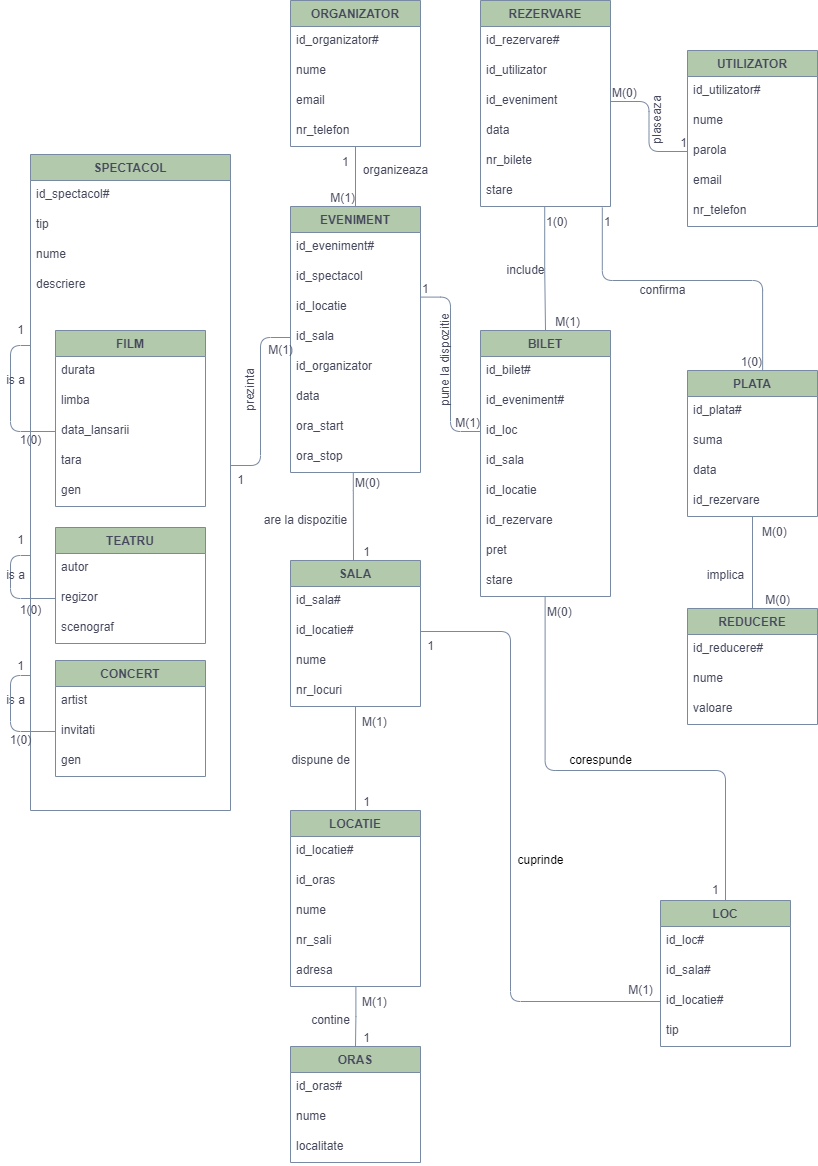 ORGANIZATOR
id_organizator#
nume
email
nr_telefon
1
organizeaza
M(1)
REZERVARE
id_rezervare#
id_utilizator
id_eveniment
data
nr_bilete
stare
M(0)
plaseaza
1
UTILIZATOR
id_utilizator#
nume
parola
email
nr_telefon
SPECTACOL
id_spectacol#
tip
nume
descriere
1
is a
1(0)
FILM
durata
limba
data_lansarii
tara
gen
1
is a
1(0)
TEATRU
autor
regizor
scenograf
1
is a
1(0)
CONCERT
artist
invitati
gen
M(1)
prezinta
1
EVENIMENT
id_eveniment#
id_spectacol
id_locatie
id_sala
id_organizator
data
ora_start
ora_stop
1
pune la dispozitie
M(1)
1(0)
include
M(1)
1
confirma
1(0)
BILET
id_bilet#
id_eveniment#
id_loc
id_sala
id_locatie
id_rezervare
pret
stare
PLATA
id_plata#
suma
data
id_rezervare
M(0)
implica
M(0)
REDUCERE
id_reducere#
nume
valoare
M(0)
are la dispozitie
1
SALA
id_sala#
id_locatie#
nume
nr_locuri
M(1)
dispune de
1
LOCATIE
id_locatie#
id_oras
nume
nr_sali
adresa
M(1)
contine
1
ORAS
id_oras#
nume
localitate
1
cuprinde
M(1)
M(0)
corespunde
1
LOC
id_loc#
id_sala#
id_locatie#
tip